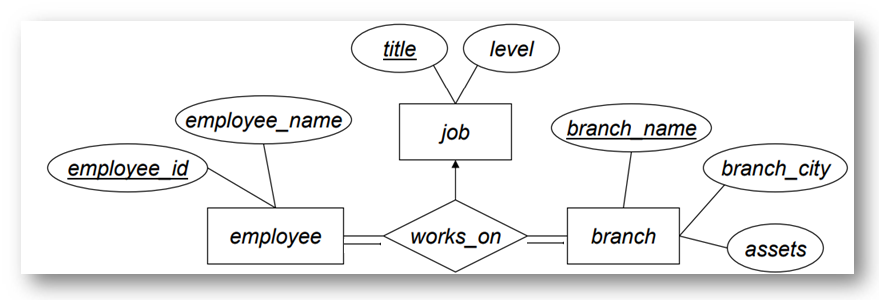 title
level
employee_name
job
branch_name
employee_id
branch_city
employee
works_on
branch
assets